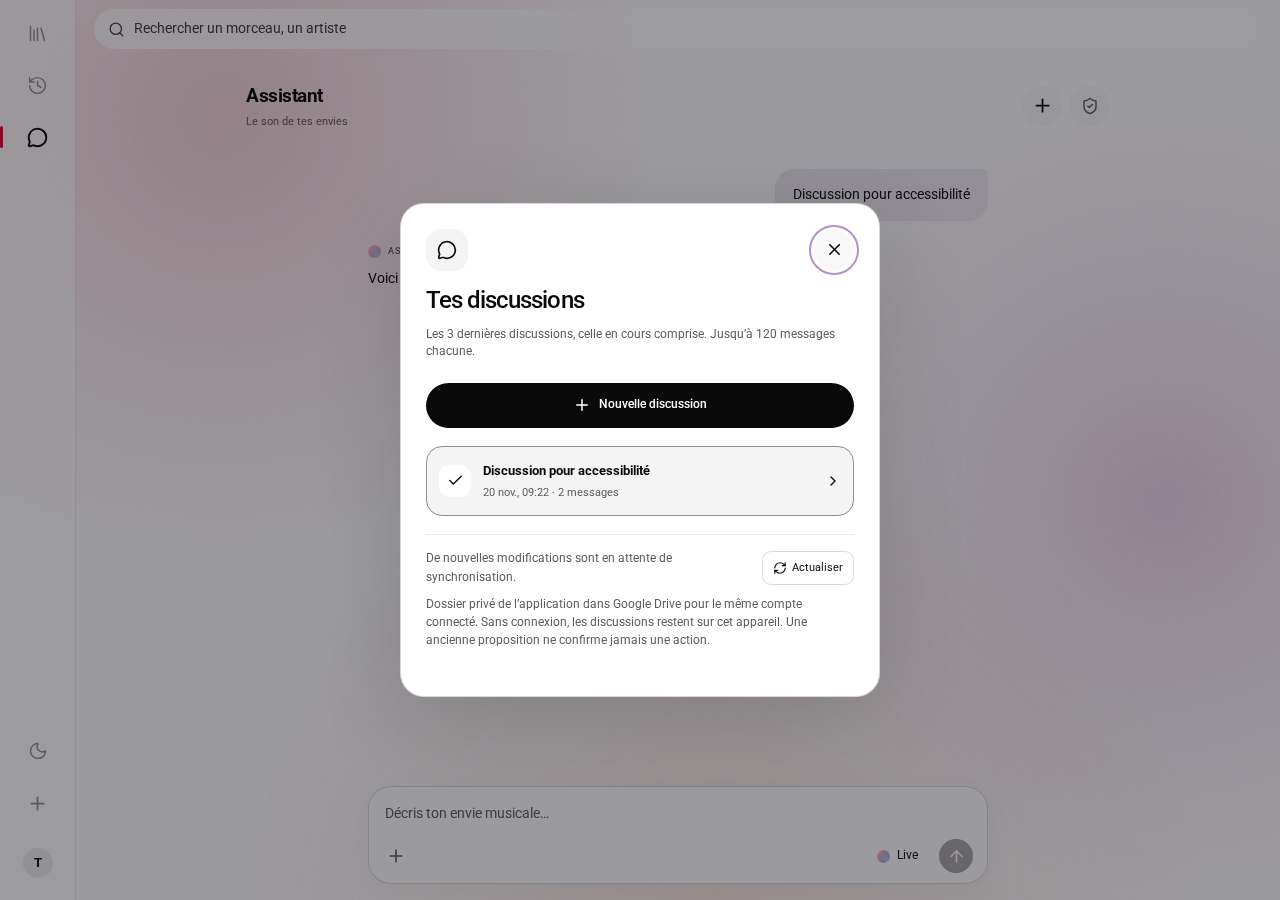 Rechercher un morceau, un artiste
Assistant
Le son de tes envies
Discussion pour accessibilité
AS
Voici
Tes discussions
Les 3 dernières discussions, celle en cours comprise. Jusqu’à 120 messages
chacune.
Nouvelle discussion
Discussion pour accessibilité
20 nov., 09:22 · 2 messages
De nouvelles modifications sont en attente de
synchronisation.
Actualiser
Dossier privé de l’application dans Google Drive pour le même compte
connecté. Sans connexion, les discussions restent sur cet appareil. Une
ancienne proposition ne confirme jamais une action.
Décris ton envie musicale…
Live
T